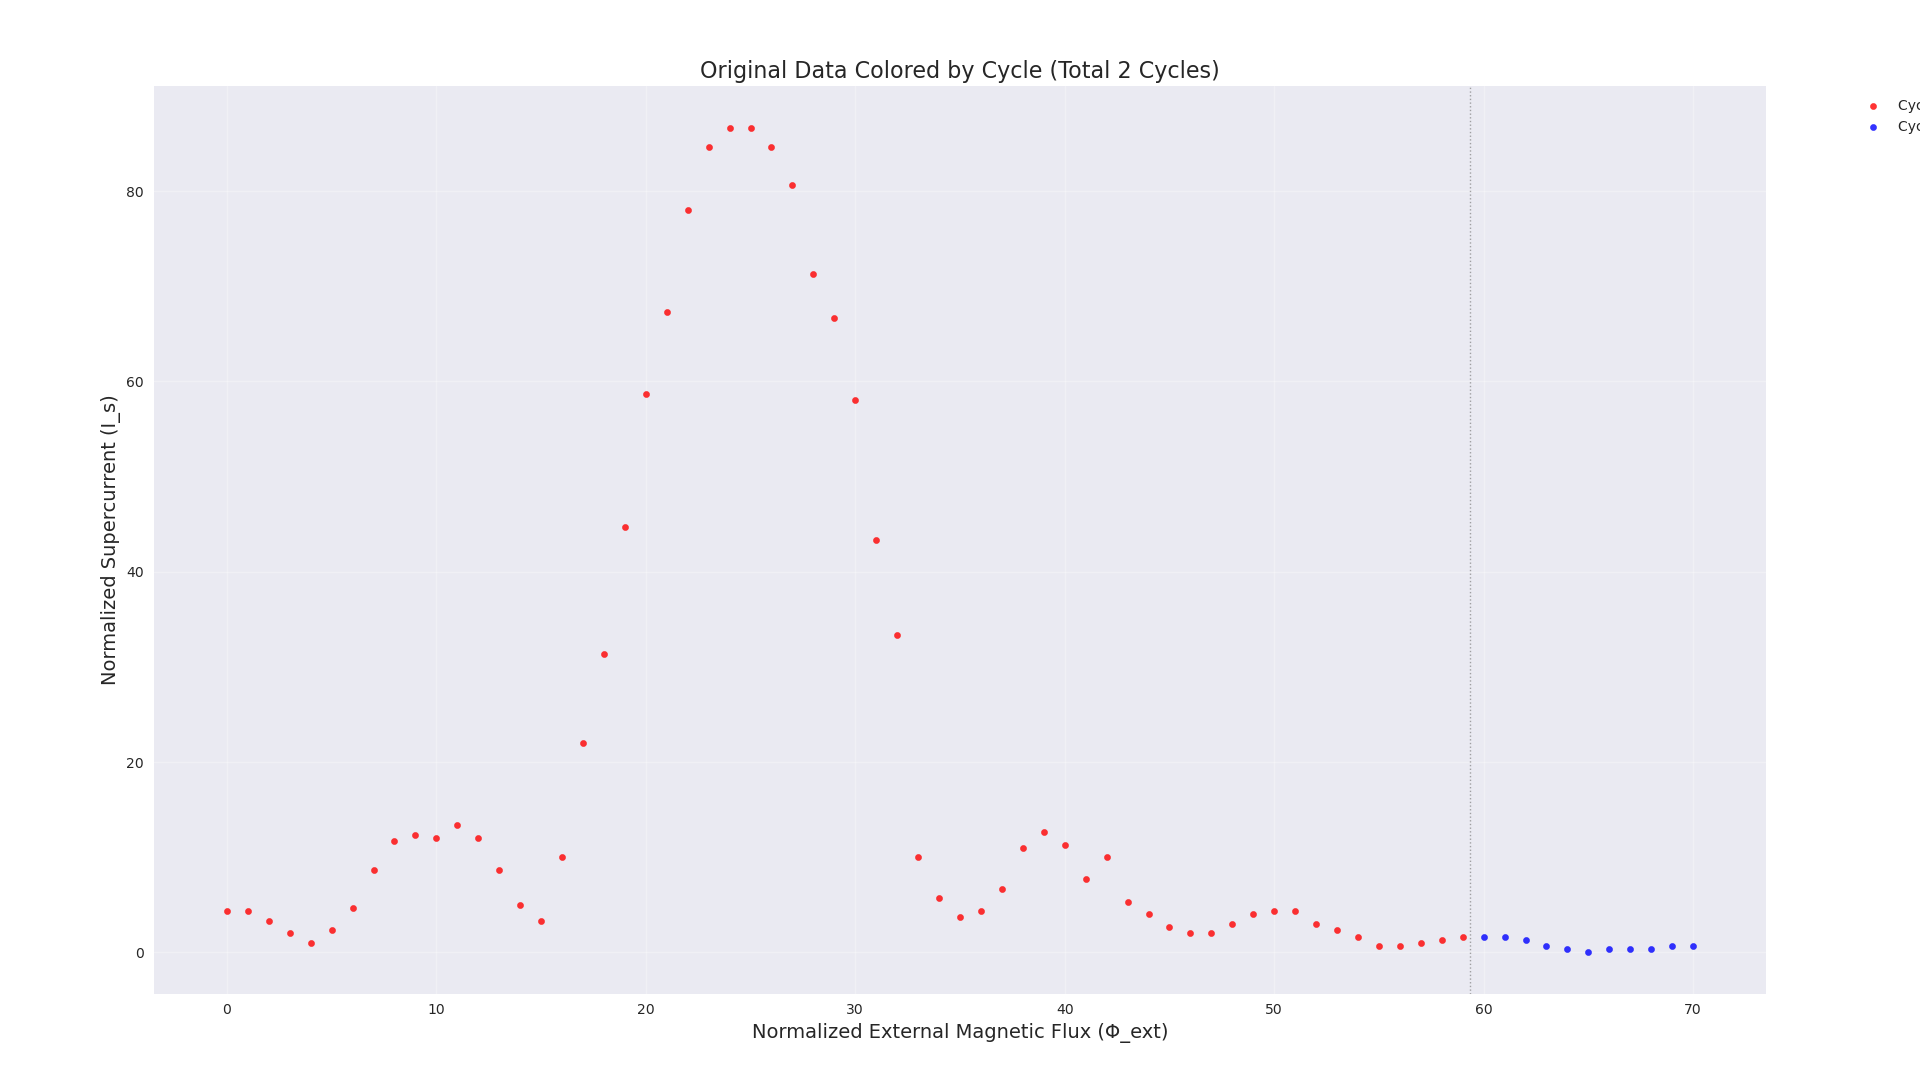 Original Data Colored by Cycle (Total 2 Cycles)
Cyc
Cyc
Normalized Supercurrent (I_s)
80
60
40
20
0
0 10 20 30 40 50 60 70
Normalized External Magnetic Flux (Φ_ext)